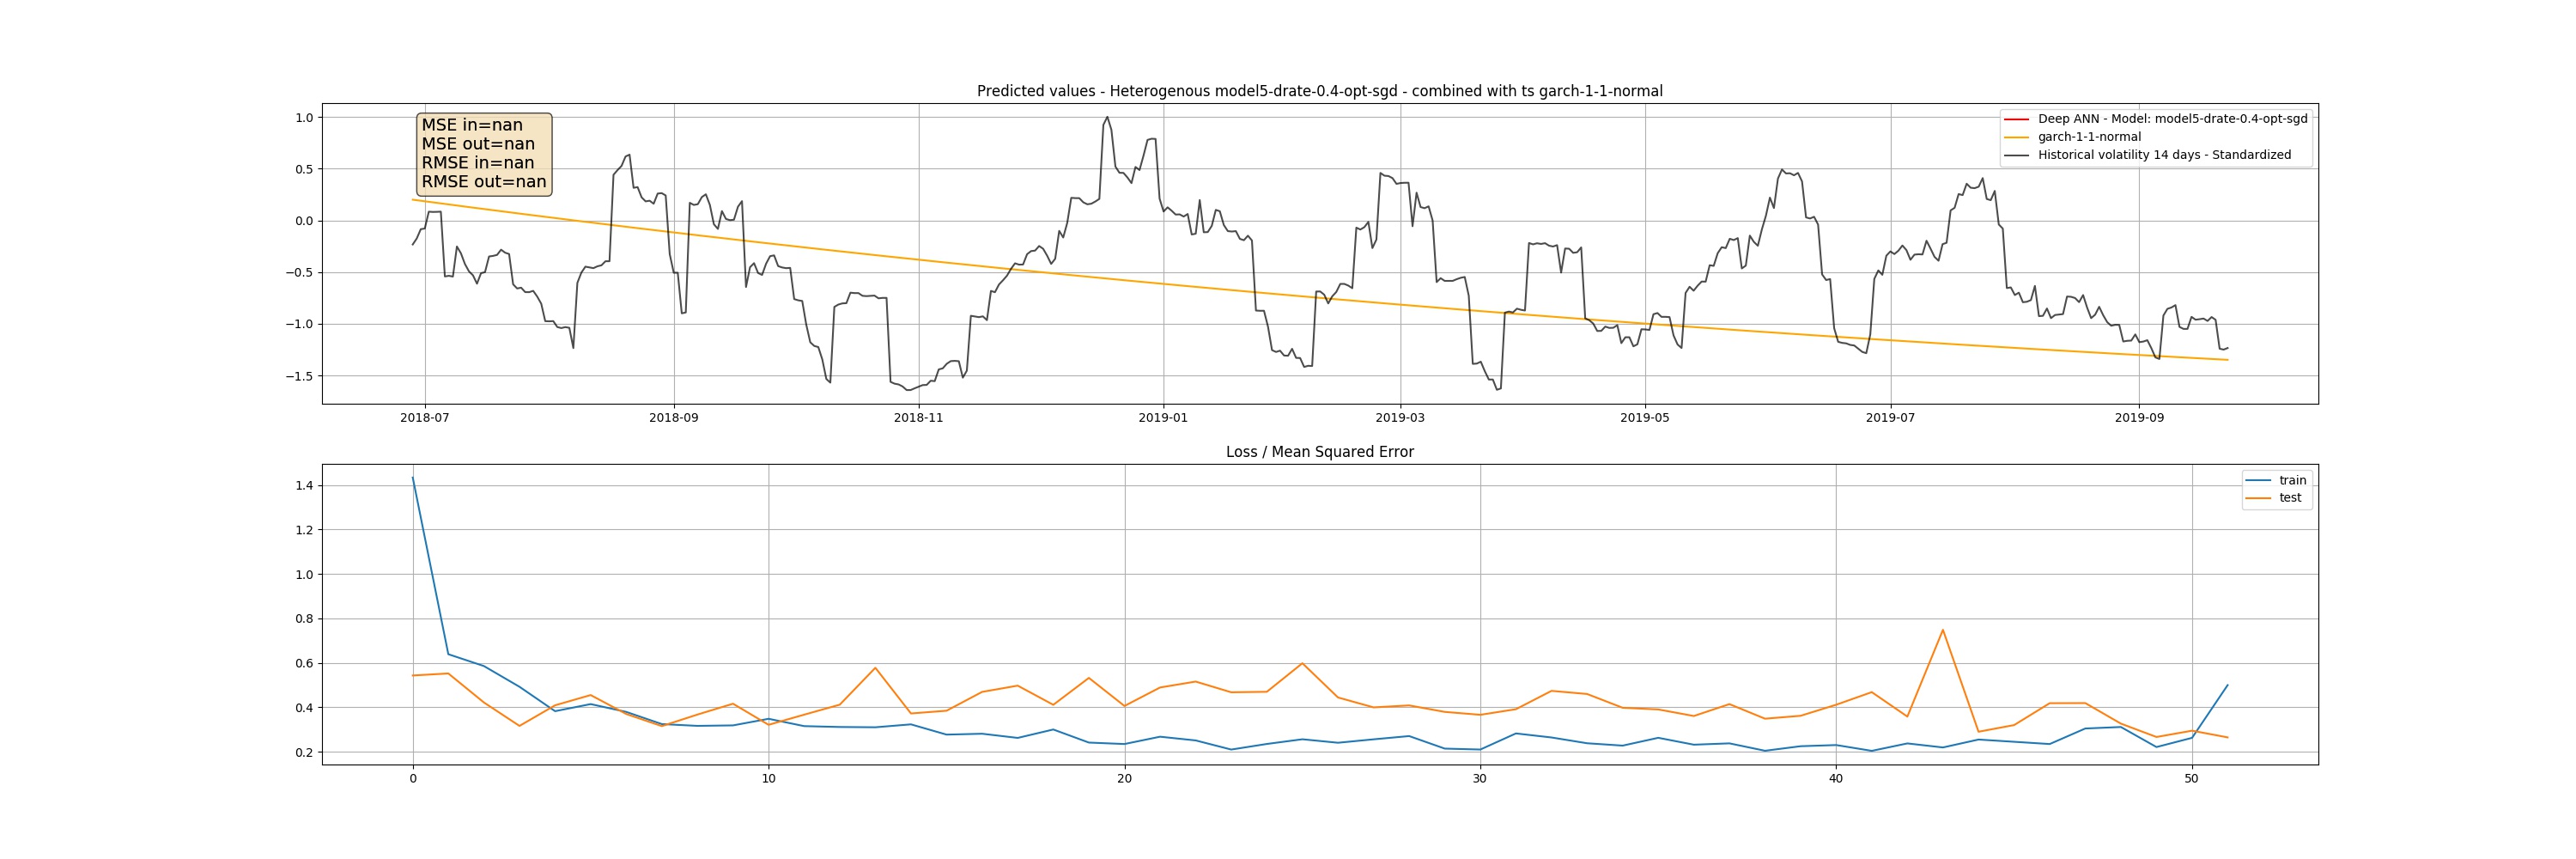 Predicted values - Heterogenous model5-drate-0.4-opt-sgd - combined with ts garch-1-1-normal
MSE in=nan
MSE out=nan
RMSE in=nan
RMSE out=nan
Deep ANN - Model: model5-drate-0.4-opt-sgd
garch-1-1-normal
Historical volatility 14 days - Standardized
1.0
0.5
0.0
−0.5
−1.0
−1.5
2018-07 2018-09 2018-11 2019-01 2019-03 2019-05 2019-07 2019-09
Loss / Mean Squared Error
train
test
1.4
1.2
1.0
0.8
0.6
0.4
0.2
0 10 20 30 40 50